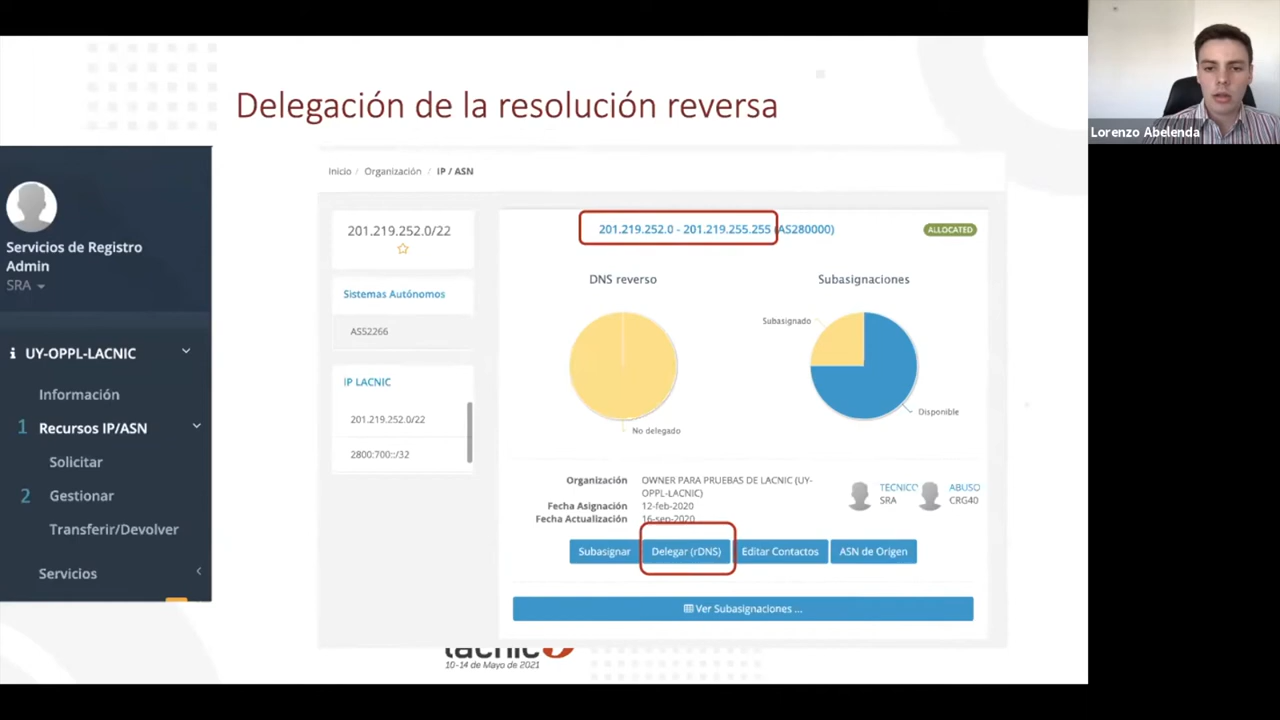 Lorenzo Abelenda
Delegación de la resolución reversa
Servicios de Registro
Admin
SRA
UY-OPPL-LACNIC
Información
1 Recursos IP/ASN
Solicitar
2 Gestionar
Transferir/Devolver
Servicios
Inicio / Organización / IP / ASN
201.219.252.0/22
Sistemas Autónomos
AS52266
IP LACNIC
201.219.252.0/22
2800:700::/32
201.219.252.0 - 201.219.255.255 (AS280000)
ALLOCATED
DNS reverso
No delegado
Subasignaciones
Subasignado
Disponible
Organización OWNER PARA PRUEBAS DE LACNIC (UY-
OPPL-LACNIC)
Fecha Asignación 12-feb-2020
Fecha Actualización 16-sep-2020
TÉCNICO
SRA
ABUSO
CRG40
Subasignar
Delegar (rDNS)
Editar Contactos
ASN de Origen
Ver Subasignaciones ...
lacnic
10-14 de Mayo de 2021